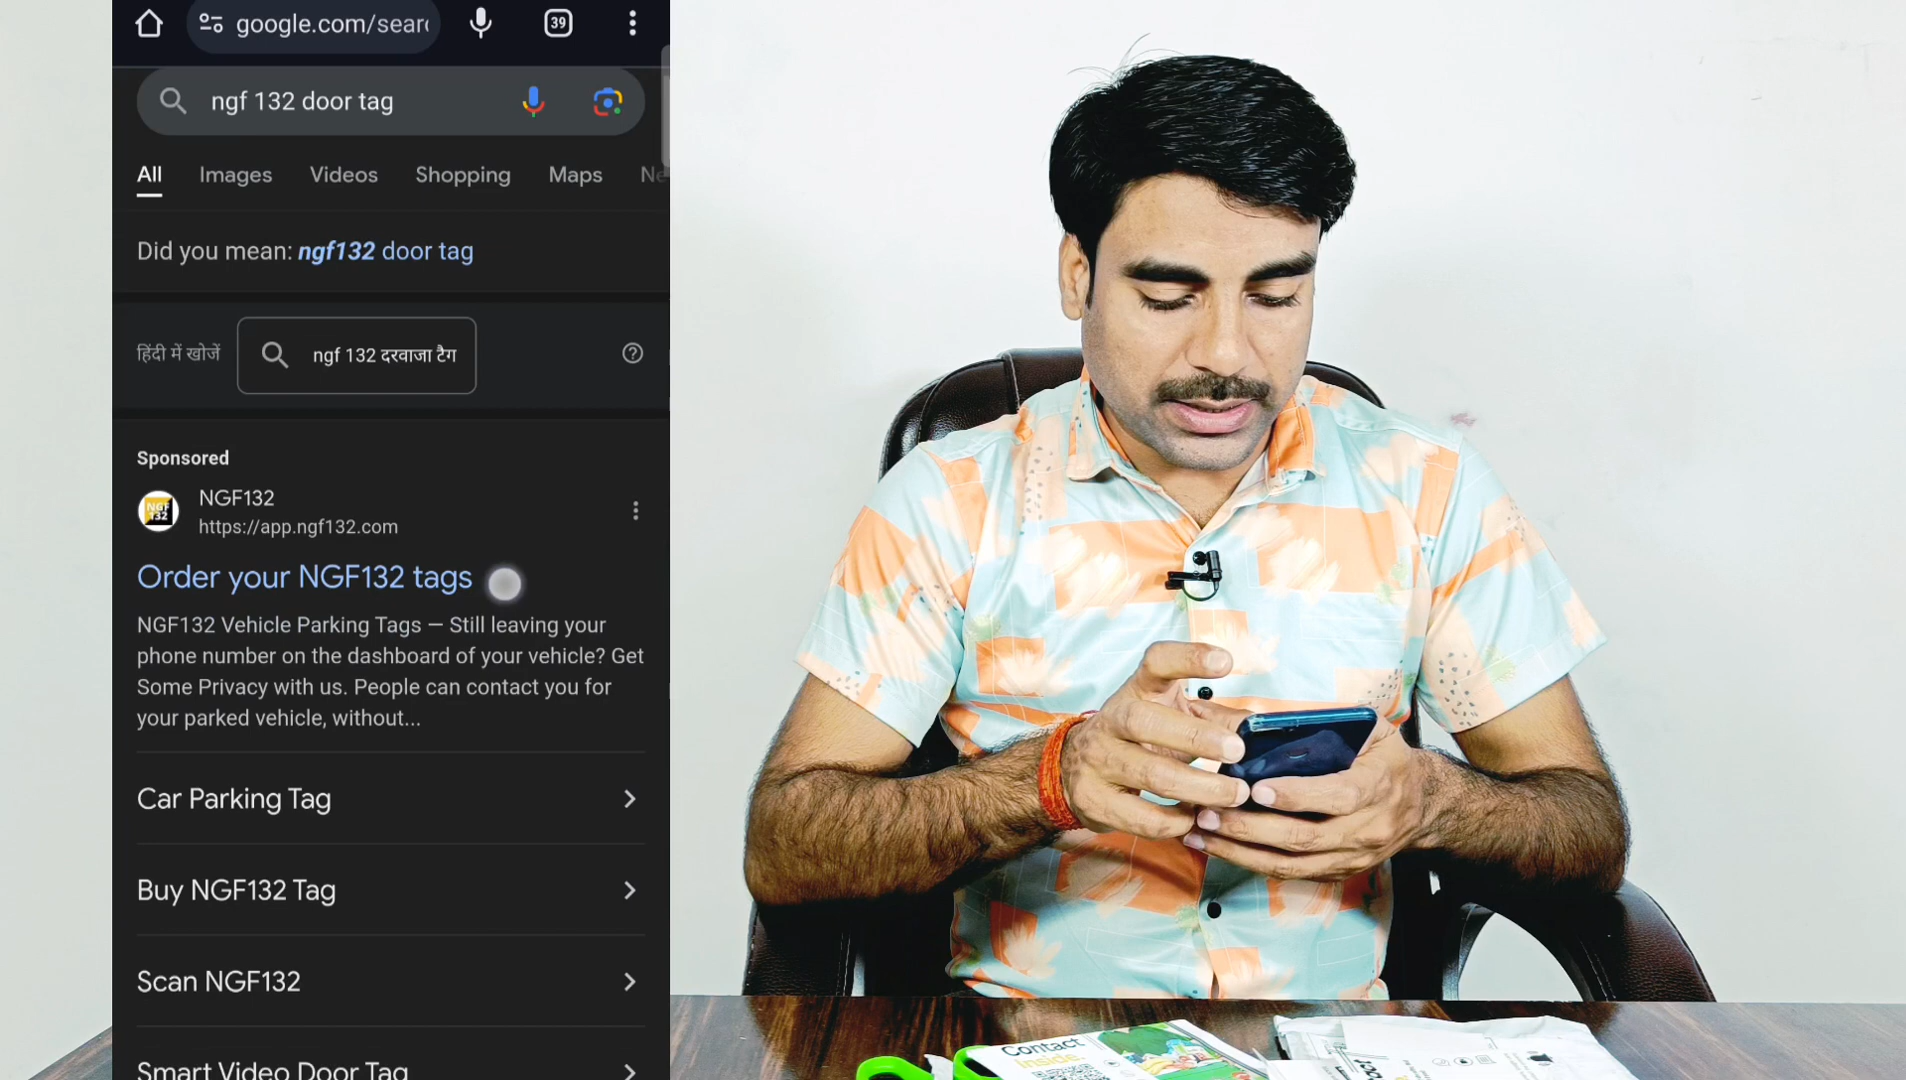 google.com/sear
39
ngf 132 door tag
All Images Videos Shopping Maps
Did you mean: ngf132 door tag
हिंदी में खोजें
ngf 132 दरवाजा टैग
Sponsored
NGF132
https://app.ngf132.com
NGF
132
Order your NGF132 tags
NGF132 Vehicle Parking Tags — Still leaving your
phone number on the dashboard of your vehicle? Get
Some Privacy with us. People can contact you for
your parked vehicle, without...
Car Parking Tag
Buy NGF132 Tag
Scan NGF132
Smart Video Door Tag
Contact
Inside.